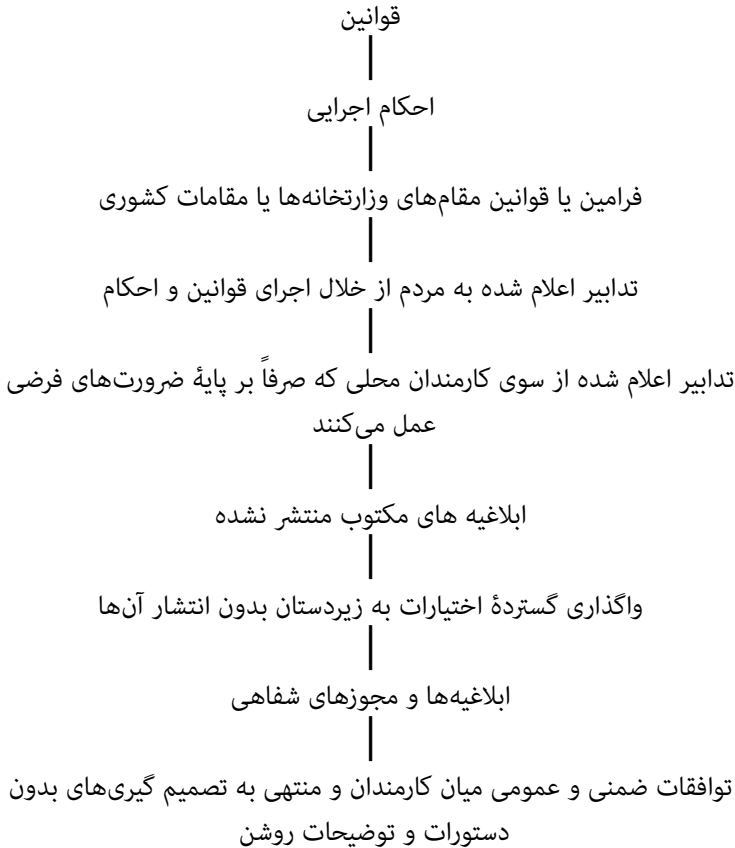 قوانین
احکام اجرایی
فرامین یا قوانین مقام‌های وزارتخانه‌ها یا مقامات کشوری
تدابیر اعلام شده به مردم از خلال اجرای قوانین و احکام
تدابیر اعلام شده از سوی کارمندان محلی که صرفاً بر پایهٔ ضرورت‌های فرضی
عمل می‌کنند
ابلاغیه های مکتوب منتشر نشده
واگذاری گستردهٔ اختیارات به زیردستان بدون انتشار آن‌ها
ابلاغیه‌ها و مجوزهای شفاهی
توافقات ضمنی و عمومی میان کارمندان و منتهی به تصمیم گیری‌های بدون
دستورات و توضیحات روشن